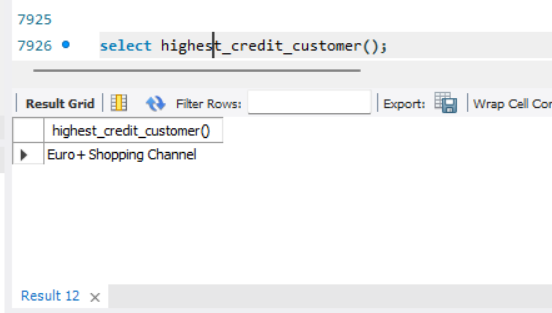 7925
7926 select highest_credit_customer();
Result Grid Filter Rows: Export: Wrap Cell Con
highest_credit_customer()
Euro+ Shopping Channel
Result 12